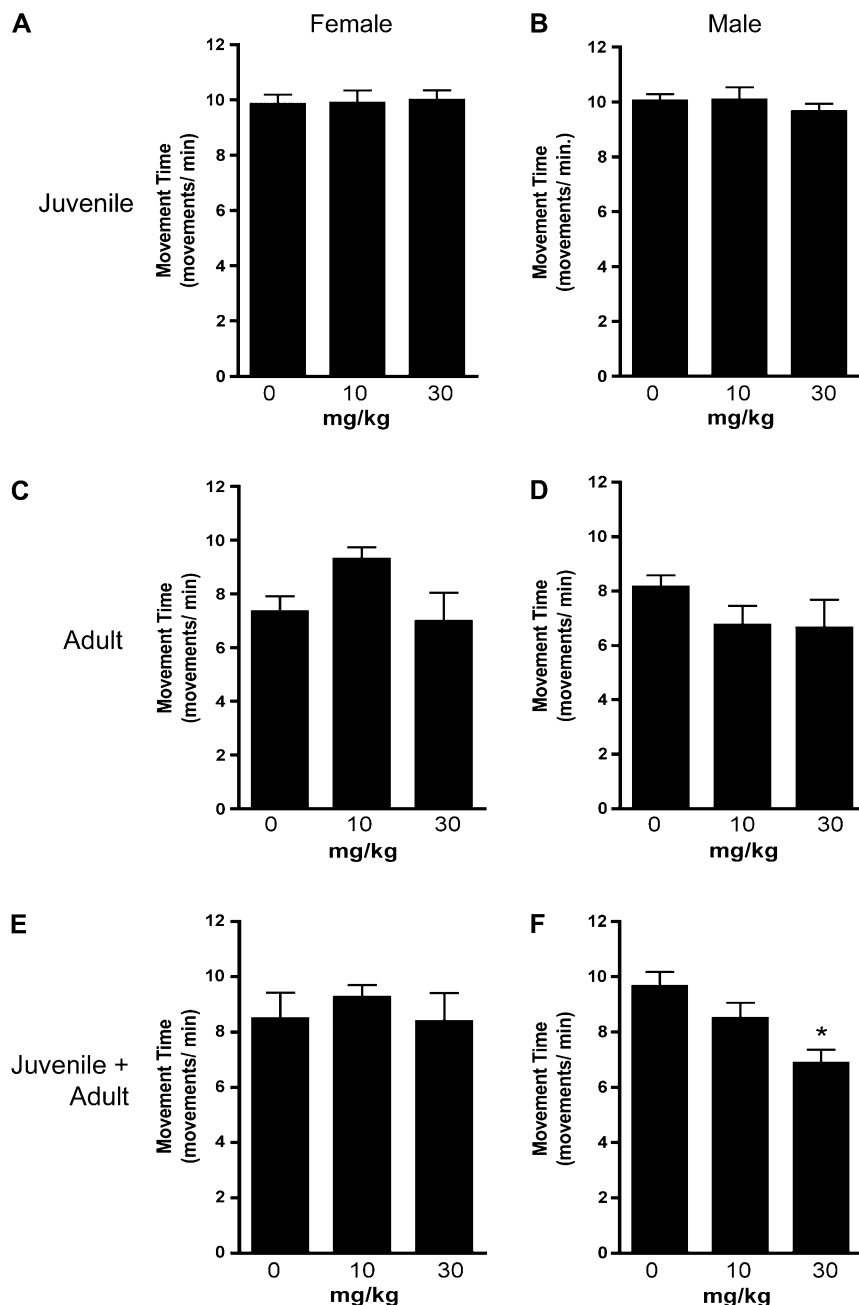 A
Female
B
Male
Juvenile
Movement Time
(movements/ min)
12
10
8
6
4
2
0
0 10 30
mg/kg
Movement Time
(movements/ min.)
12
10
8
6
4
2
0
0 10 30
mg/kg
C
D
Adult
Movement Time
(movements/ min)
12
10
8
6
4
2
0
0 10 30
mg/kg
Movement Time
(movements/ min)
12
10
8
6
4
2
0
0 10 30
mg/kg
E
F
Juvenile +
Adult
Movement Time
(movements/ min)
12
10
8
6
4
2
0
0 10 30
mg/kg
Movement Time
(movements/ min)
12
10
8
6
4
2
0
*
0 10 30
mg/kg